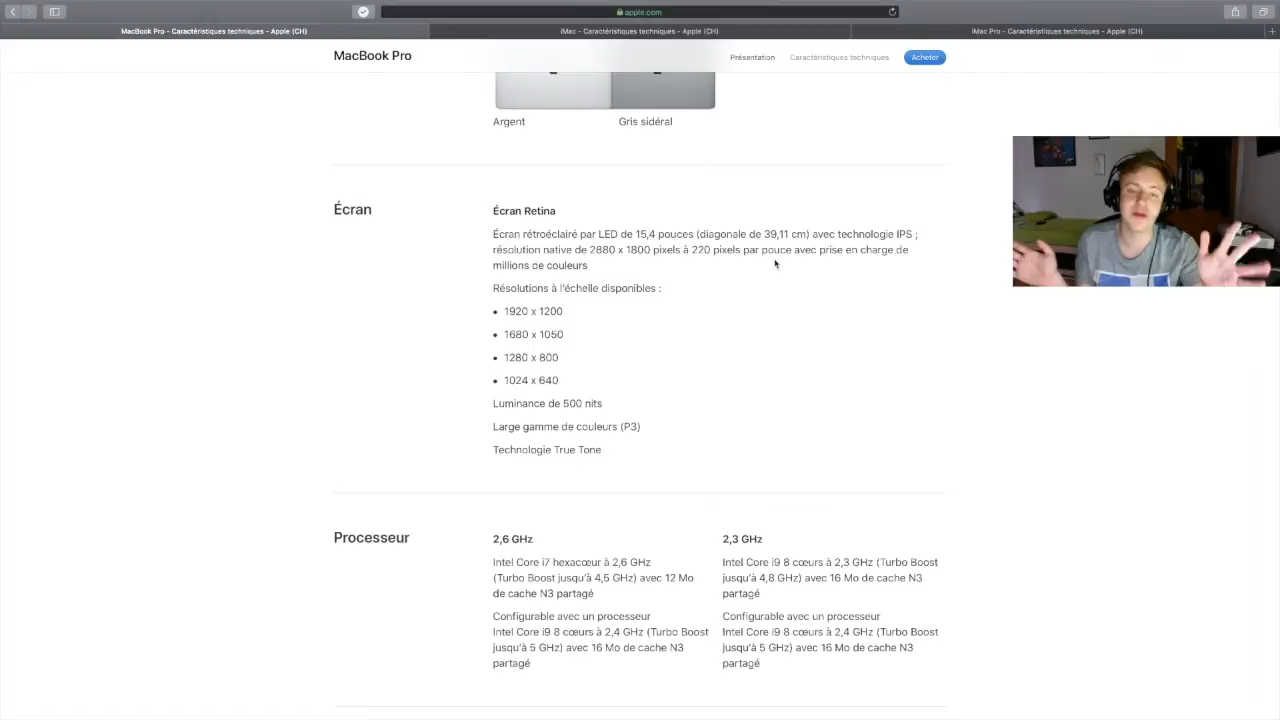 apple.com
MacBook Pro - Caractéristiques techniques - Apple (CH)
iMac - Caractéristiques techniques - Apple (CH)
iMac Pro - Caractéristiques techniques - Apple (CH)
MacBook Pro
Présentation
Caractéristiques techniques
Acheter
Argent
Gris sidéral
Écran
Écran Retina
Écran rétroéclairé par LED de 15,4 pouces (diagonale de 39,11 cm) avec technologie IPS ;
résolution native de 2880 x 1800 pixels à 220 pixels par pouce avec prise en charge de
millions de couleurs
Résolutions à l'échelle disponibles :
• 1920 x 1200
• 1680 x 1050
• 1280 x 800
• 1024 x 640
Luminance de 500 nits
Large gamme de couleurs (P3)
Technologie True Tone
Processeur
2,6 GHz
Intel Core i7 hexacœur à 2,6 GHz
(Turbo Boost jusqu'à 4,5 GHz) avec 12 Mo
de cache N3 partagé
Configurable avec un processeur
Intel Core i9 8 cœurs à 2,4 GHz (Turbo Boost
jusqu'à 5 GHz) avec 16 Mo de cache N3
partagé
2,3 GHz
Intel Core i9 8 cœurs à 2,3 GHz (Turbo Boost
jusqu'à 4,8 GHz) avec 16 Mo de cache N3
partagé
Configurable avec un processeur
Intel Core i9 8 cœurs à 2,4 GHz (Turbo Boost
jusqu'à 5 GHz) avec 16 Mo de cache N3
partagé